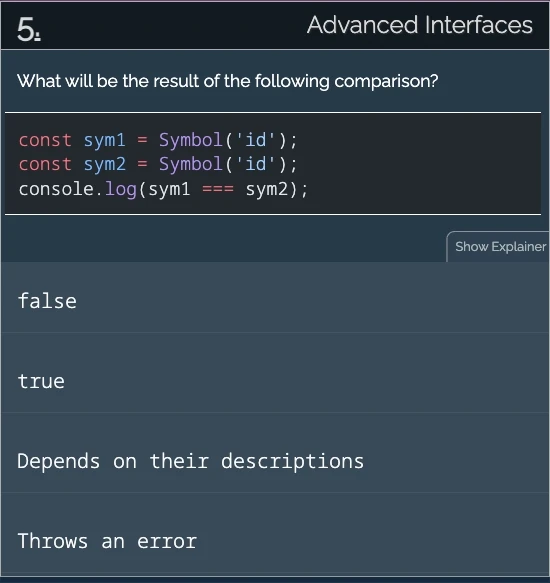 5.
Advanced Interfaces
What will be the result of the following comparison?
const sym1 = Symbol('id');
const sym2 = Symbol('id');
console.log(sym1 === sym2);
Show Explainer
false
true
Depends on their descriptions
Throws an error